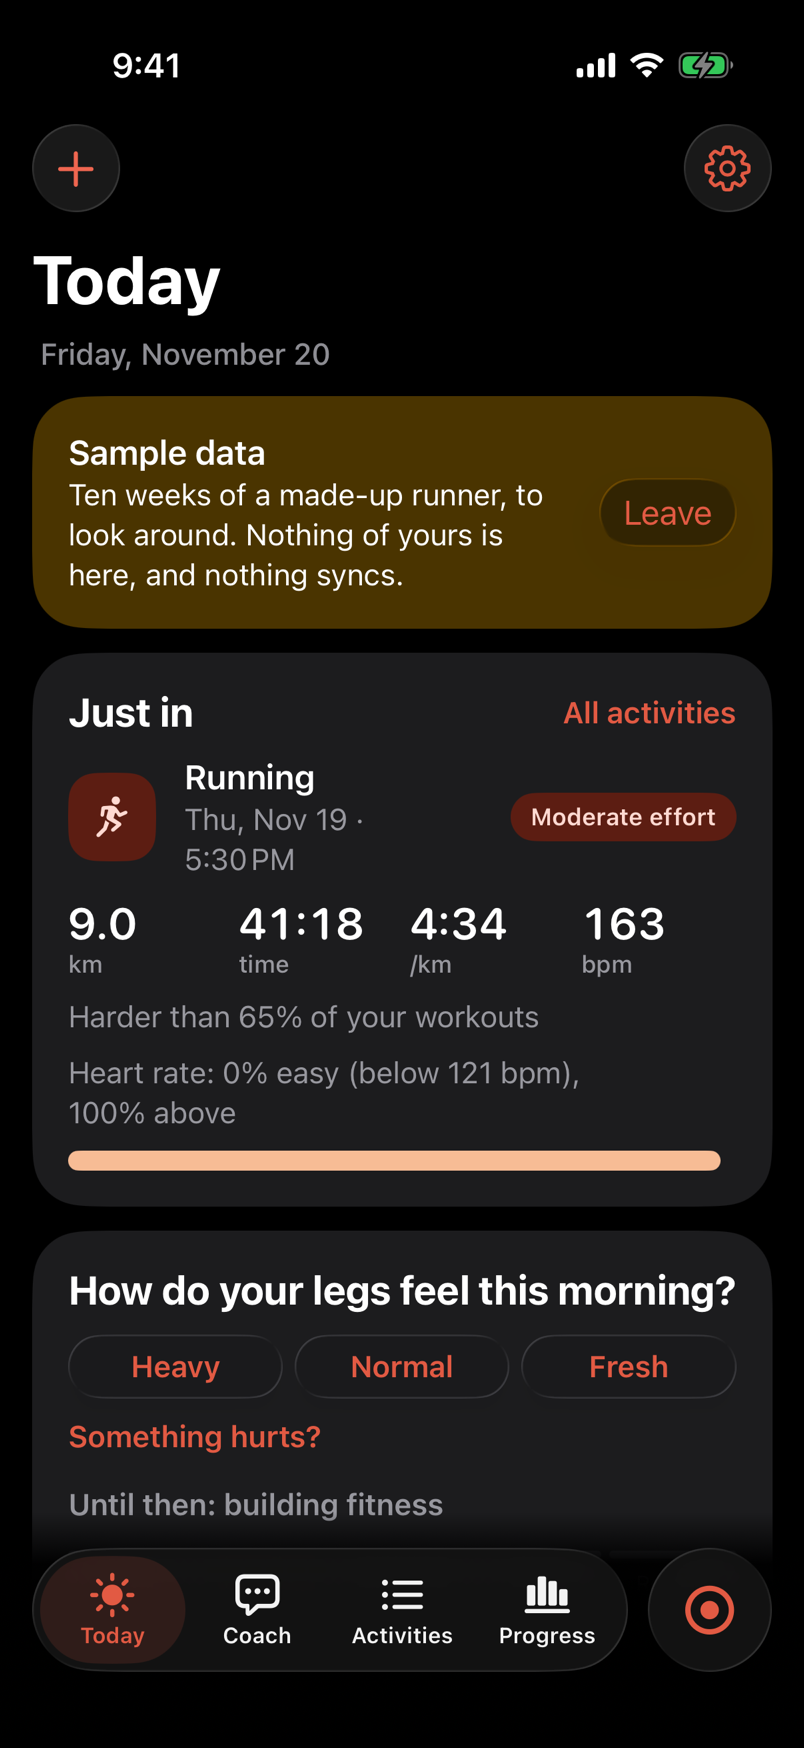 9:41
Today
Friday, November 20
Sample data
Ten weeks of a made-up runner, to
look around. Nothing of yours is
here, and nothing syncs.
Leave
Just in
All activities
Running
Thu, Nov 19 ·
5:30 PM
Moderate effort
9.0
41:18
4:34
163
km
time
/km
bpm
Harder than 65% of your workouts
Heart rate: 0% easy (below 121 bpm),
100% above
How do your legs feel this morning?
Heavy
Normal
Fresh
Something hurts?
Until then: building fitness
Today
Coach
Activities
Progress